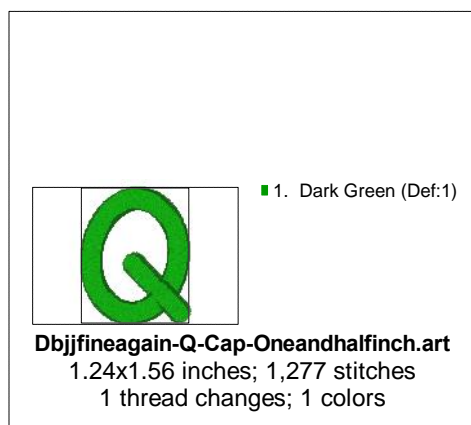 1. Dark Green (Def:1)
Q
Dbjjfineagain-Q-Cap-Oneandhalfinch.art
1.24x1.56 inches; 1,277 stitches
1 thread changes; 1 colors